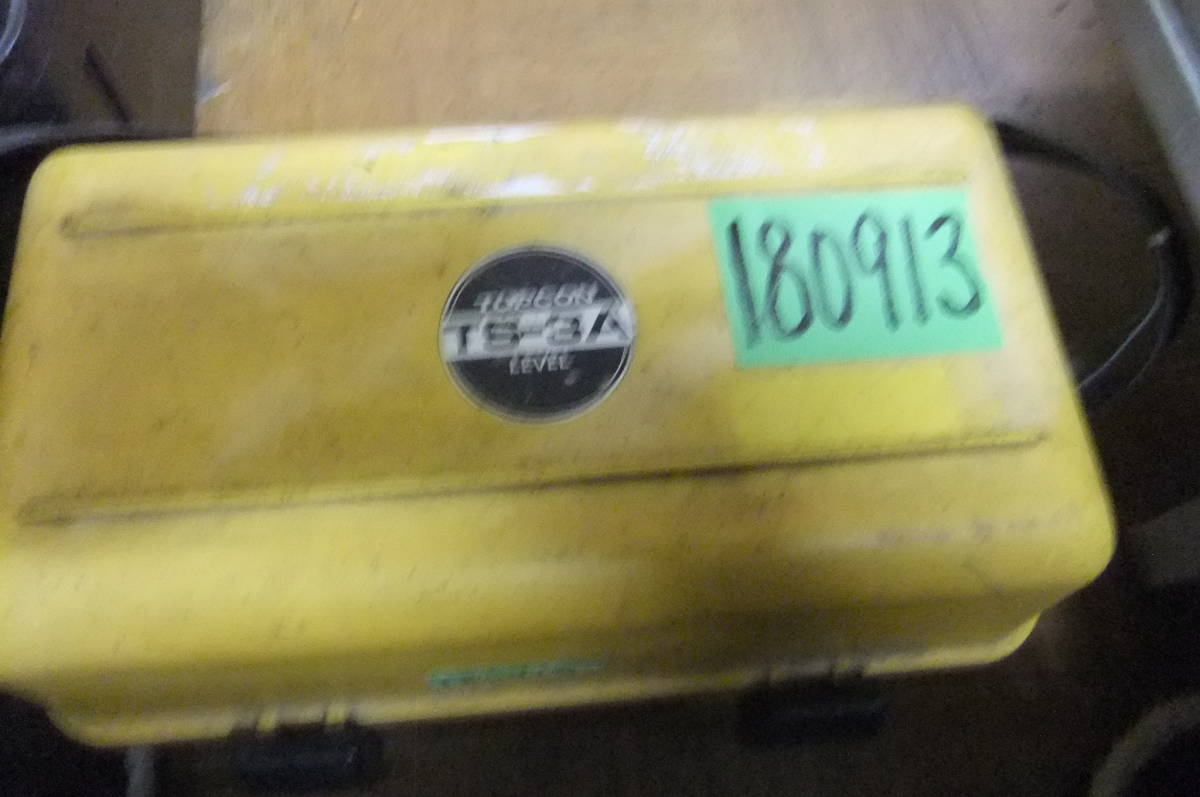 TOPCON
TS-3A
LEVEL
180913